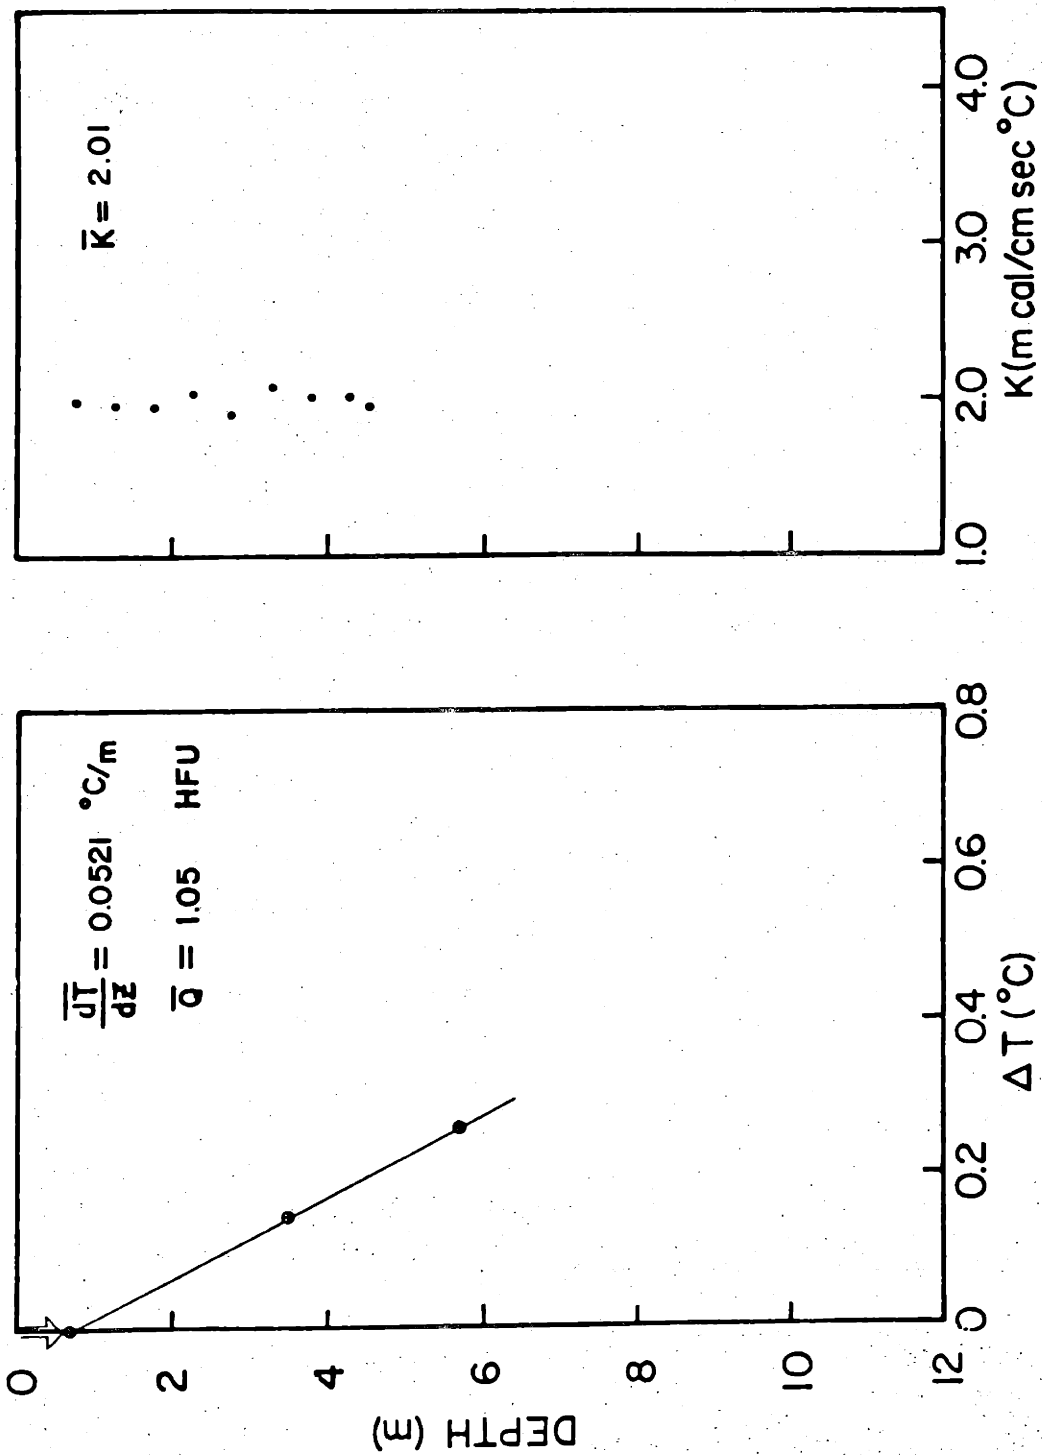 dT/dZ = 0.0521 °C/m
Q = 1.05 HFU
K = 2.01
0
2
4
6
8
10
12
DEPTH (m)
0
0.2
0.4
0.6
0.8
ΔT (°C)
1.0
2.0
3.0
4.0
K (m cal/cm sec °C)